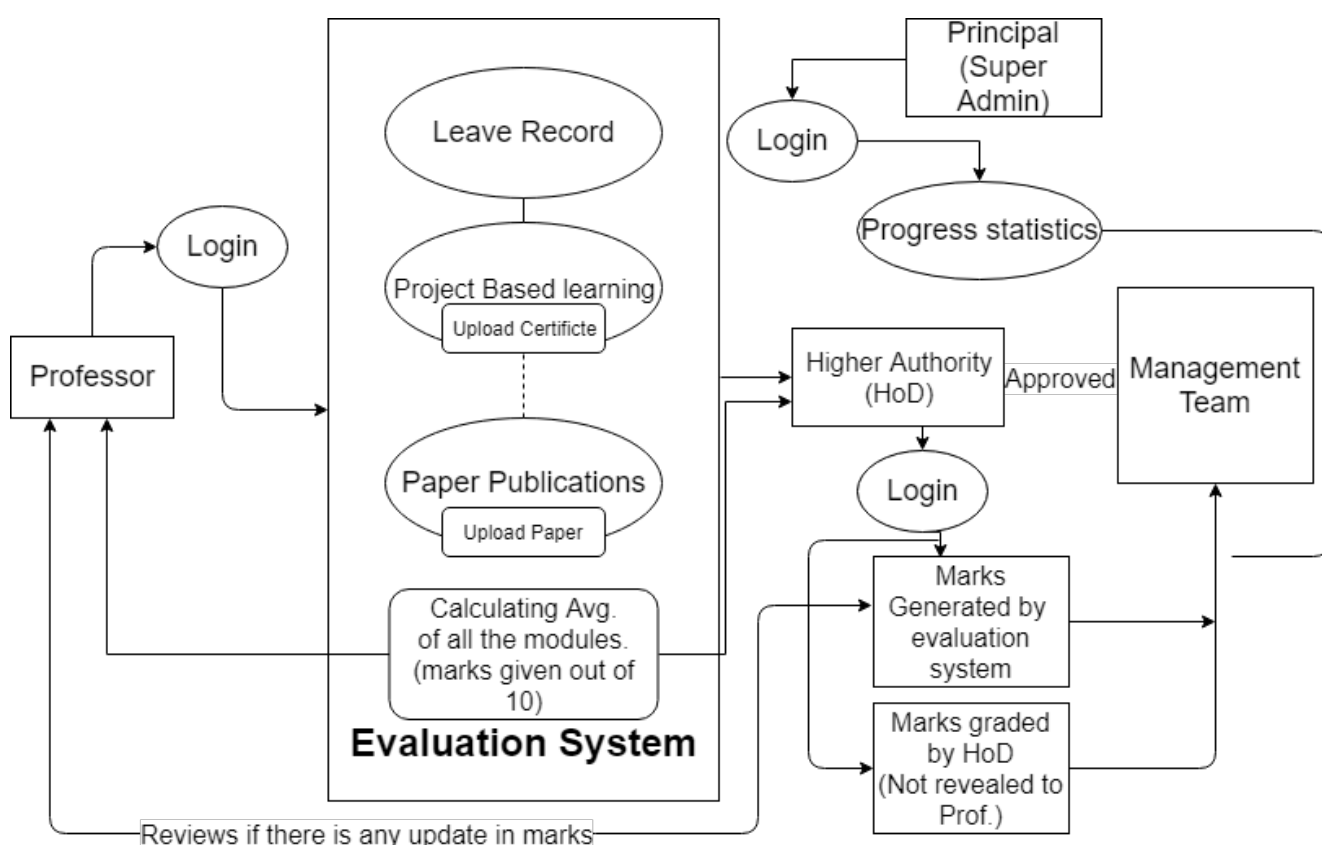 Principal
(Super
Admin)
Login
Progress statistics
Leave Record
Project Based learning
Upload Certificte
Paper Publications
Upload Paper
Calculating Avg.
of all the modules.
(marks given out of
10)
Evaluation System
Login
Professor
Higher Authority
(HoD)
Approved
Management
Team
Login
Marks
Generated by
evaluation
system
Marks graded
by HoD
(Not revealed to
Prof.)
Reviews if there is any update in marks